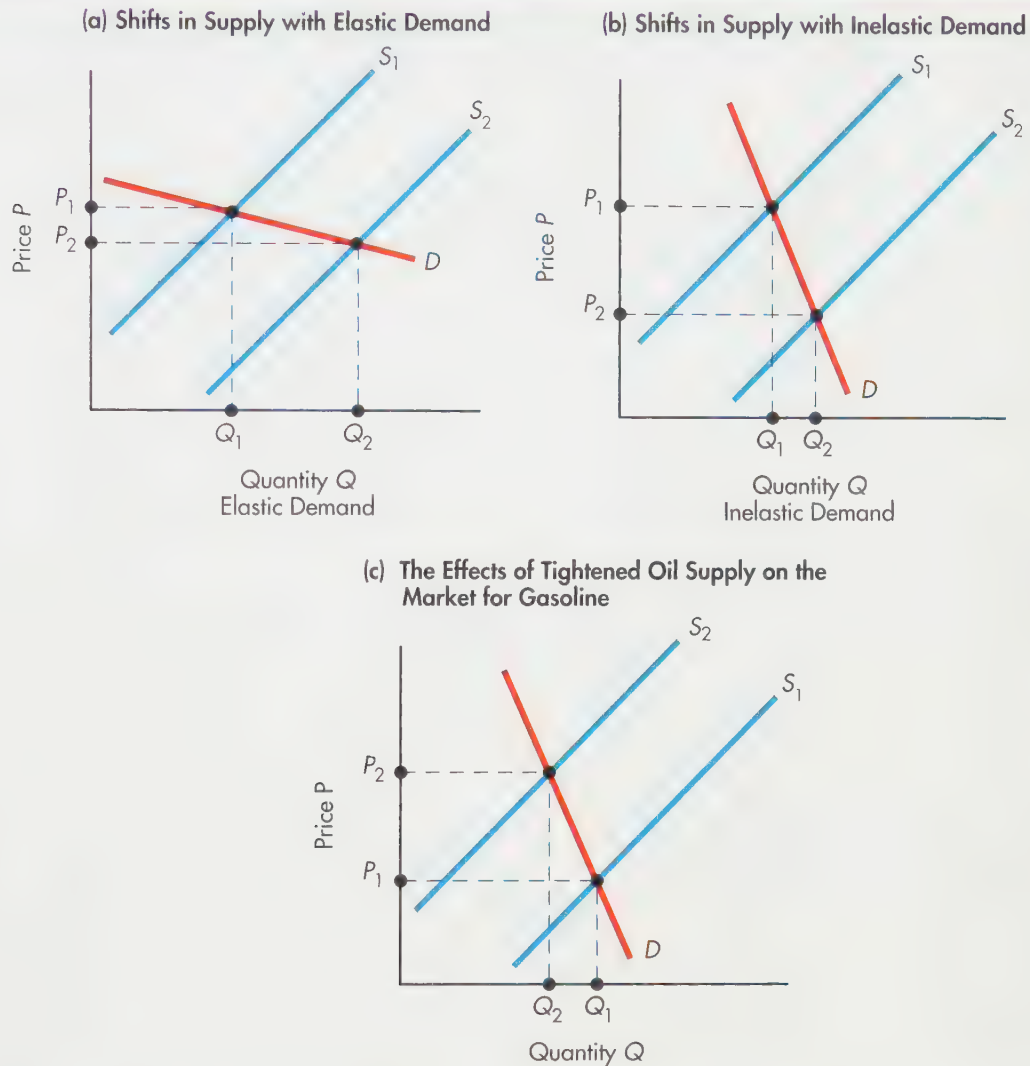 (a) Shifts in Supply with Elastic Demand
S1
S2
P1
P2
Price P
D
Q1
Q2
Quantity Q
Elastic Demand
(b) Shifts in Supply with Inelastic Demand
S1
S2
P1
P2
Price P
D
Q1
Q2
Quantity Q
Inelastic Demand
(c) The Effects of Tightened Oil Supply on the
Market for Gasoline
S2
S1
P2
P1
Price P
D
Q2
Q1
Quantity Q